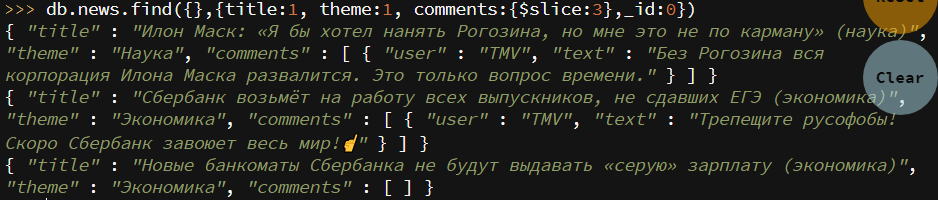 Reset
>>> db.news.find({},{title:1, theme:1, comments:{$slice:3},_id:0})
{ "title" : "Илон Маск: «Я бы хотел нанять Рогозина, но мне это не по карману» (наука)",
"theme" : "Наука", "comments" : [ { "user" : "TMV", "text" : "Без Рогозина вся
корпорация Илона Маска развалится. Это только вопрос времени." } ] }
Clear
{ "title" : "Сбербанк возьмёт на работу всех выпускников, не сдавших ЕГЭ (экономика)",
"theme" : "Экономика", "comments" : [ { "user" : "TMV", "text" : "Трепещите русофобы!
Скоро Сбербанк завоюет весь мир!☝" } ] }
{ "title" : "Новые банкоматы Сбербанка не будут выдавать «серую» зарплату (экономика)",
"theme" : "Экономика", "comments" : [ ] }